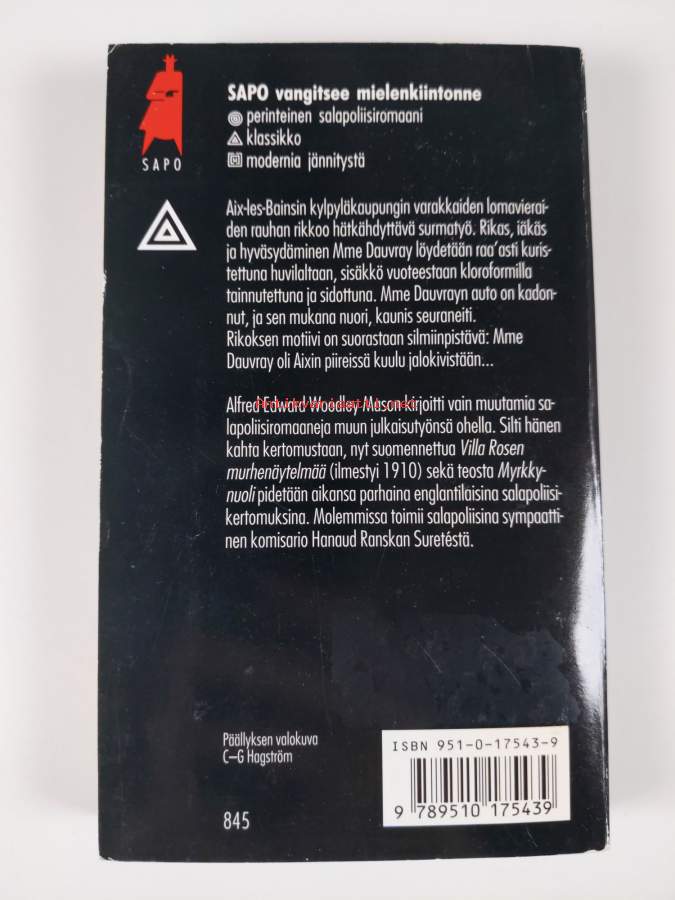 SAPO
SAPO vangitsee mielenkiintonne
perinteinen salapoliisiromaani
klassikko
modernia jännitystä
Aix-les-Bainsin kylpyläkaupungin varakkaiden lomavierai-
den rauhan rikkoo hätkähdyttävä surmatyö. Rikas, iäkäs
ja hyväsydäminen Mme Dauvray löydetään raa'asti kuris-
tettuna huvilaltaan, sisäkkö vuoteestaan kloroformilla
tainnutettuna ja sidottuna. Mme Dauvrayn auto on kadon-
nut, ja sen mukana nuori, kaunis seuraneiti.
Rikoksen motiivi on suorastaan silmiinpistävä: Mme
Dauvray oli Aixin piireissä kuulu jalokivistään...
Alfred Edward Woodley Mason kirjoitti vain muutamia sa-
lapoliisiromaaneja muun julkaisutyönsä ohella. Silti hänen
kahta kertomustaan, nyt suomennettua Villa Rosen
murhenäytelmää (ilmestyi 1910) sekä teosta Myrkky-
nuoli pidetään aikansa parhaina englantilaisina salapoliisi-
kertomuksina. Molemmissa toimii salapoliisina sympaatti-
nen komisario Hanaud Ranskan Suretéstä.
Päällyksen valokuva
C–G Hagström
845
ISBN 951-0-17543-9
9 789510 175439